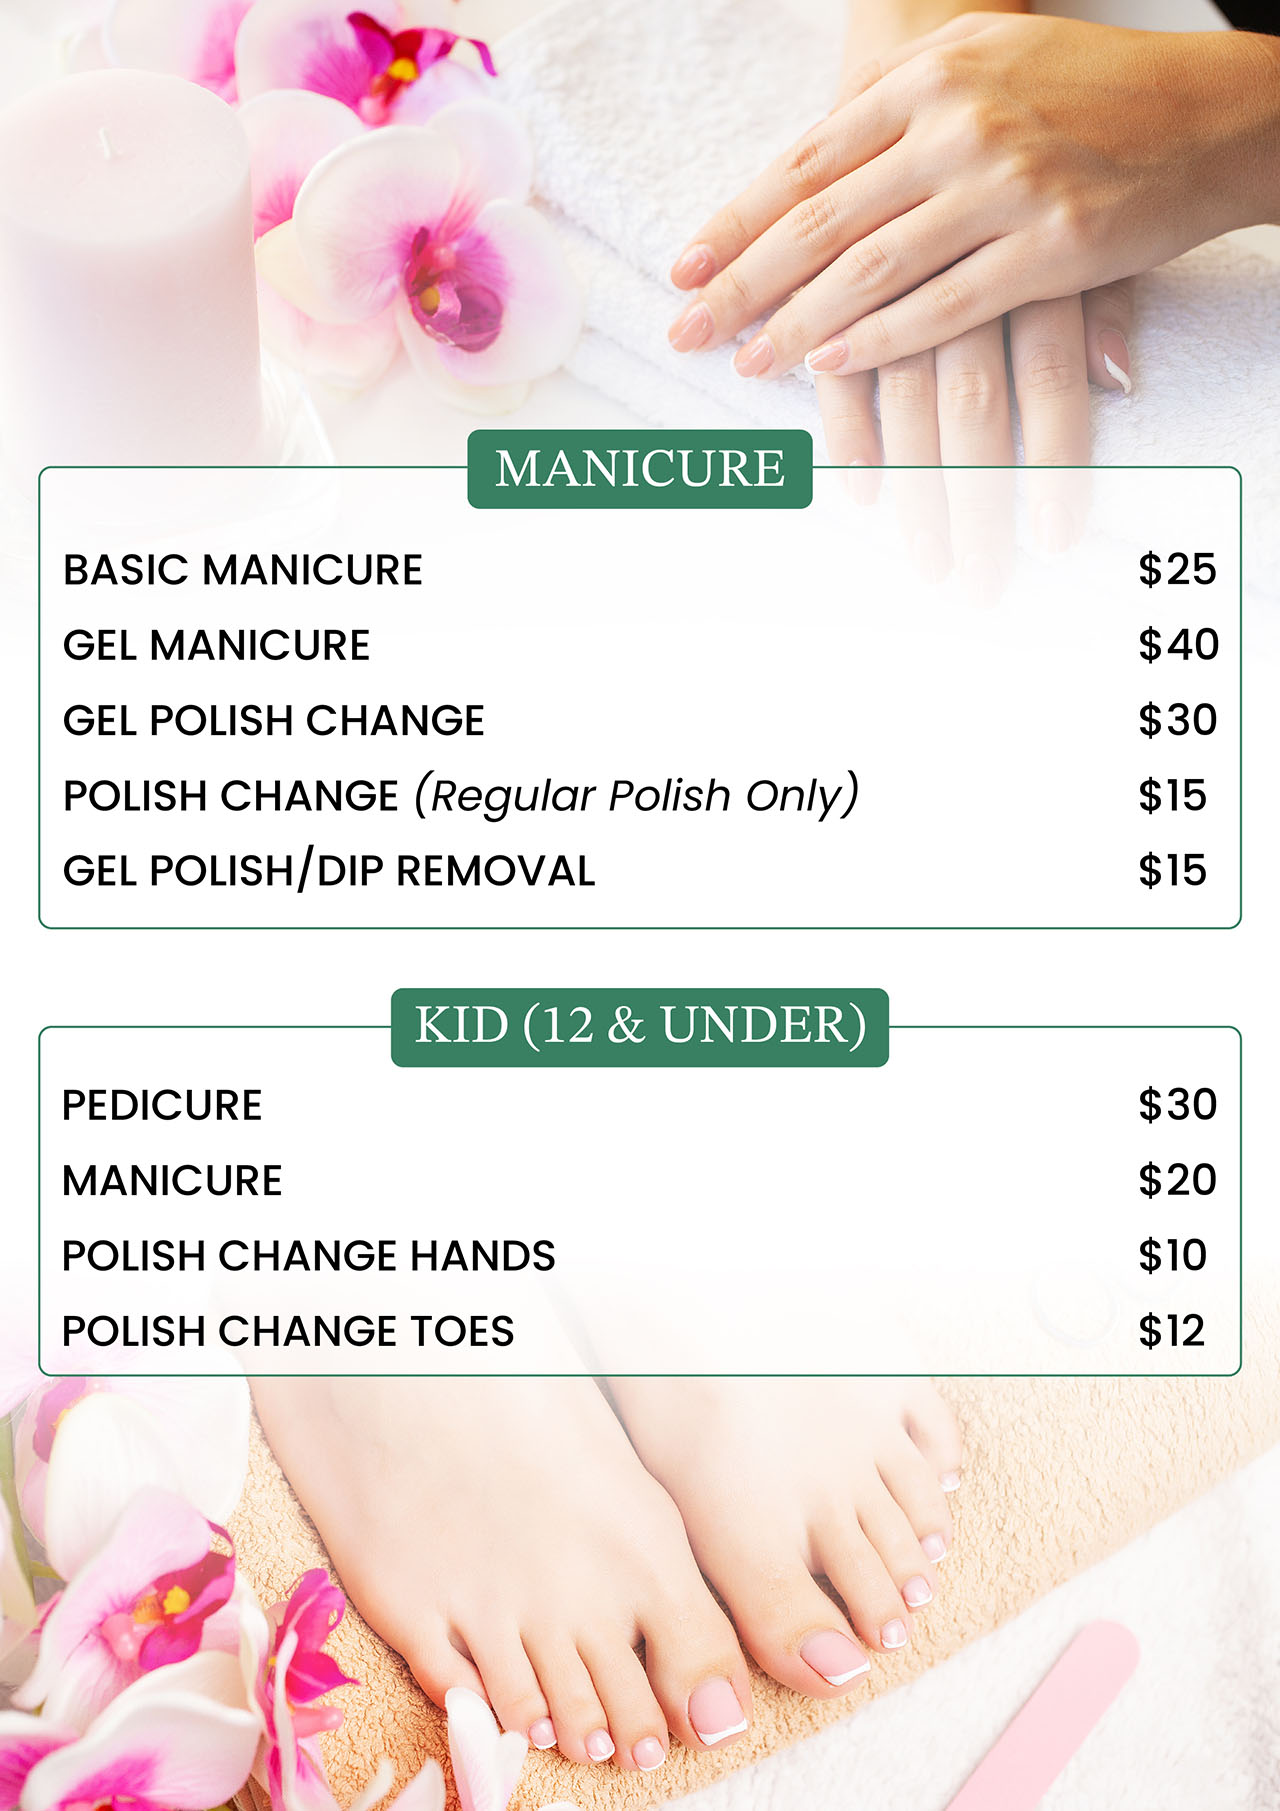 MANICURE
BASIC MANICURE $25
GEL MANICURE $40
GEL POLISH CHANGE $30
POLISH CHANGE (Regular Polish Only) $15
GEL POLISH/DIP REMOVAL $15
KID (12 & UNDER)
PEDICURE $30
MANICURE $20
POLISH CHANGE HANDS $10
POLISH CHANGE TOES $12